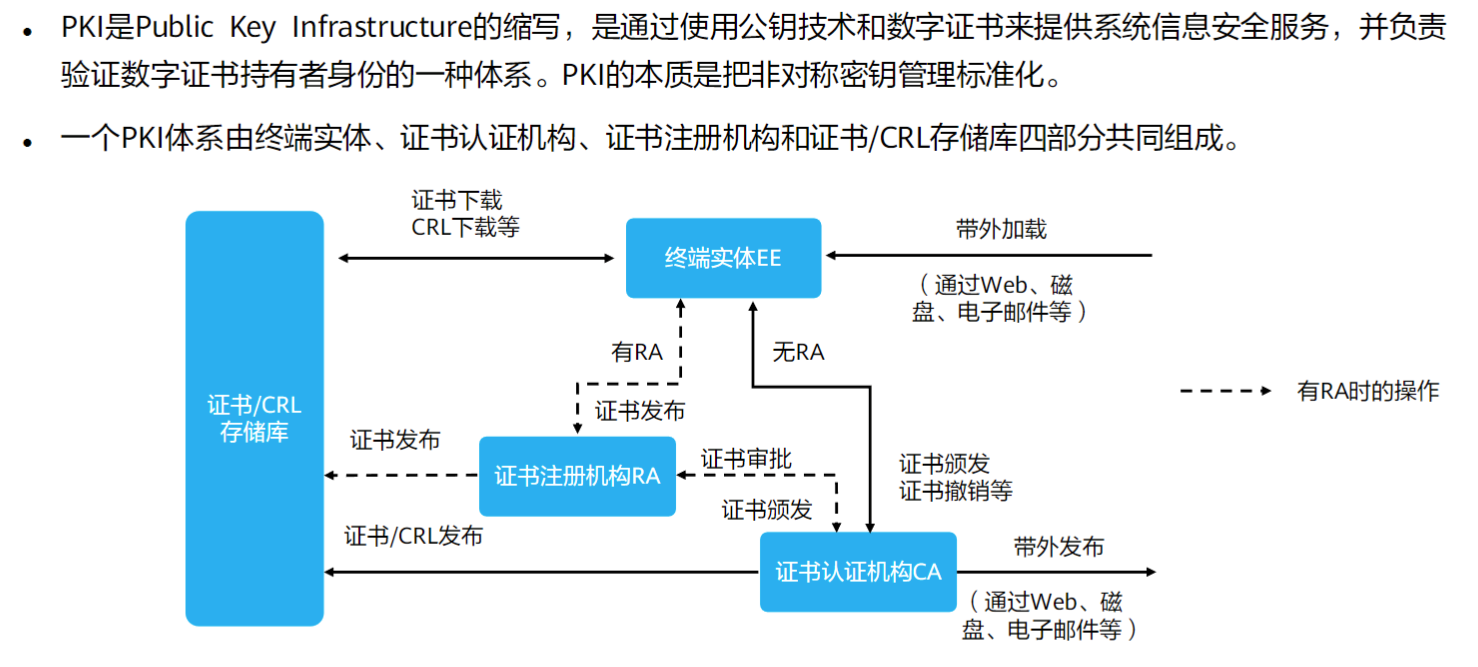 • PKI是Public Key Infrastructure的缩写，是通过使用公钥技术和数字证书来提供系统信息安全服务，并负责
验证数字证书持有者身份的一种体系。PKI的本质是把非对称密钥管理标准化。
• 一个PKI体系由终端实体、证书认证机构、证书注册机构和证书/CRL存储库四部分共同组成。
证书下载
CRL下载等
终端实体EE
带外加载
（通过Web、磁
盘、电子邮件等）
有RA
无RA
有RA时的操作
证书/CRL
存储库
证书发布
证书发布
证书注册机构RA
证书审批
证书颁发
证书颁发
证书撤销等
证书/CRL发布
证书认证机构CA
带外发布
（通过Web、磁
盘、电子邮件等）